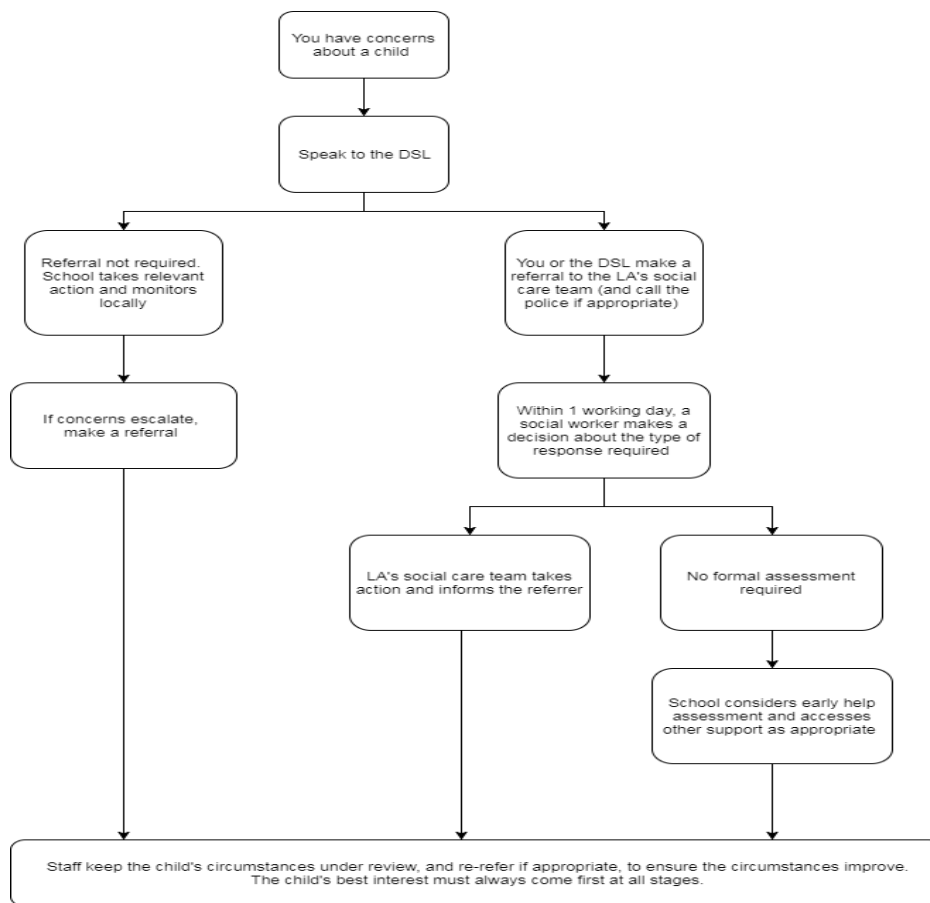 You have concerns
about a child
Speak to the DSL
Referral not required.
School takes relevant
action and monitors
locally
You or the DSL make a
referral to the LA's social
care team (and call the
police if appropriate)
If concerns escalate,
make a referral
Within 1 working day, a
social worker makes a
decision about the type of
response required
LA's social care team takes
action and informs the referrer
No formal assessment
required
School considers early help
assessment and accesses
other support as appropriate
Staff keep the child's circumstances under review, and re-refer if appropriate, to ensure the circumstances improve.
The child's best interest must always come first at all stages.